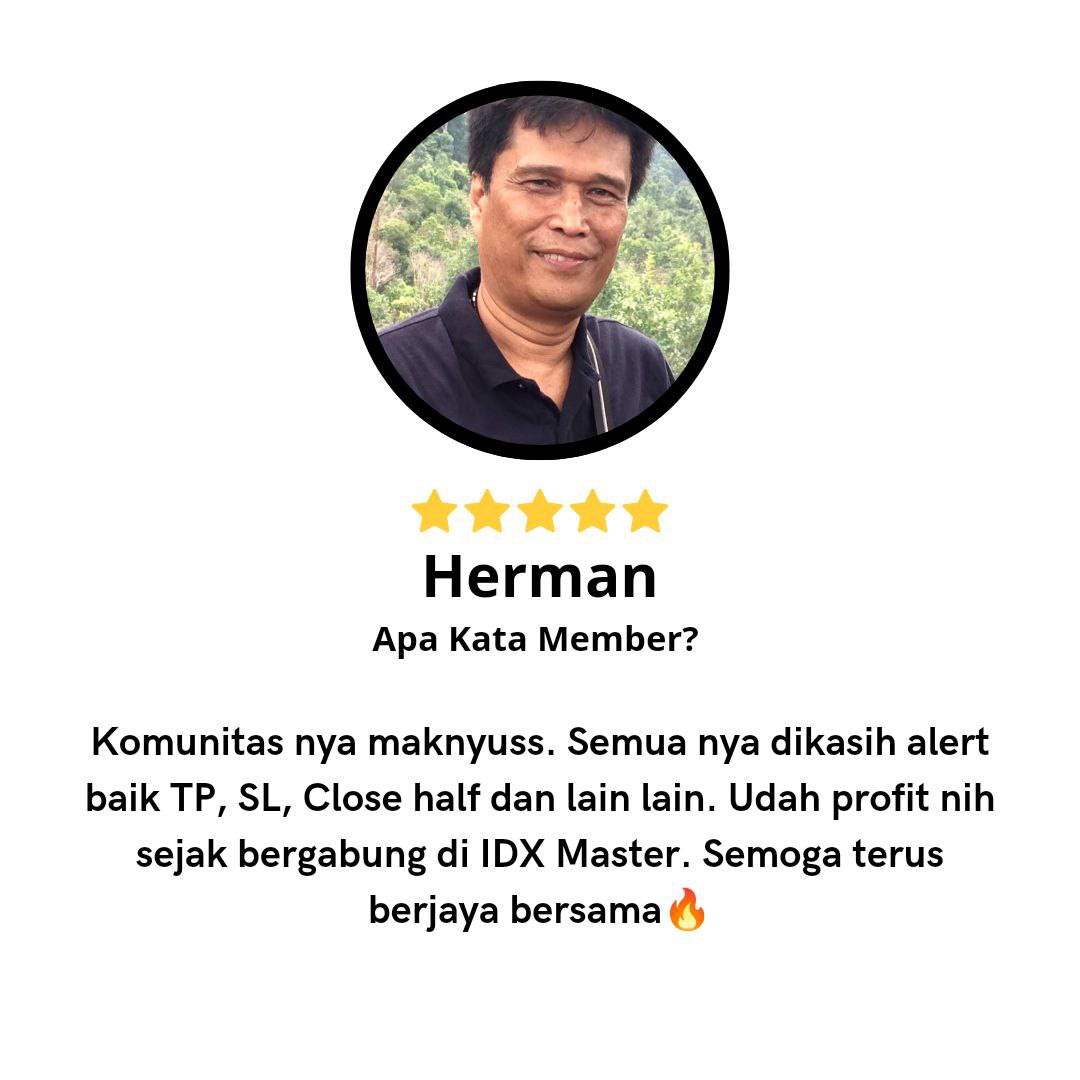 Herman
Apa Kata Member?
Komunitas nya maknyuss. Semua nya dikasih alert
baik TP, SL, Close half dan lain lain. Udah profit nih
sejak bergabung di IDX Master. Semoga terus
berjaya bersama🔥